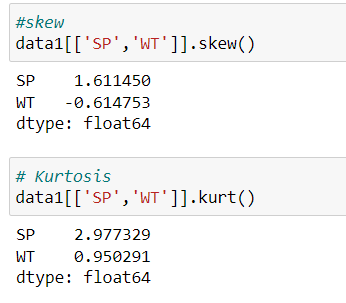 #skew
data1[['SP','WT']].skew()
SP    1.611450
WT   -0.614753
dtype: float64
# Kurtosis
data1[['SP','WT']].kurt()
SP    2.977329
WT    0.950291
dtype: float64